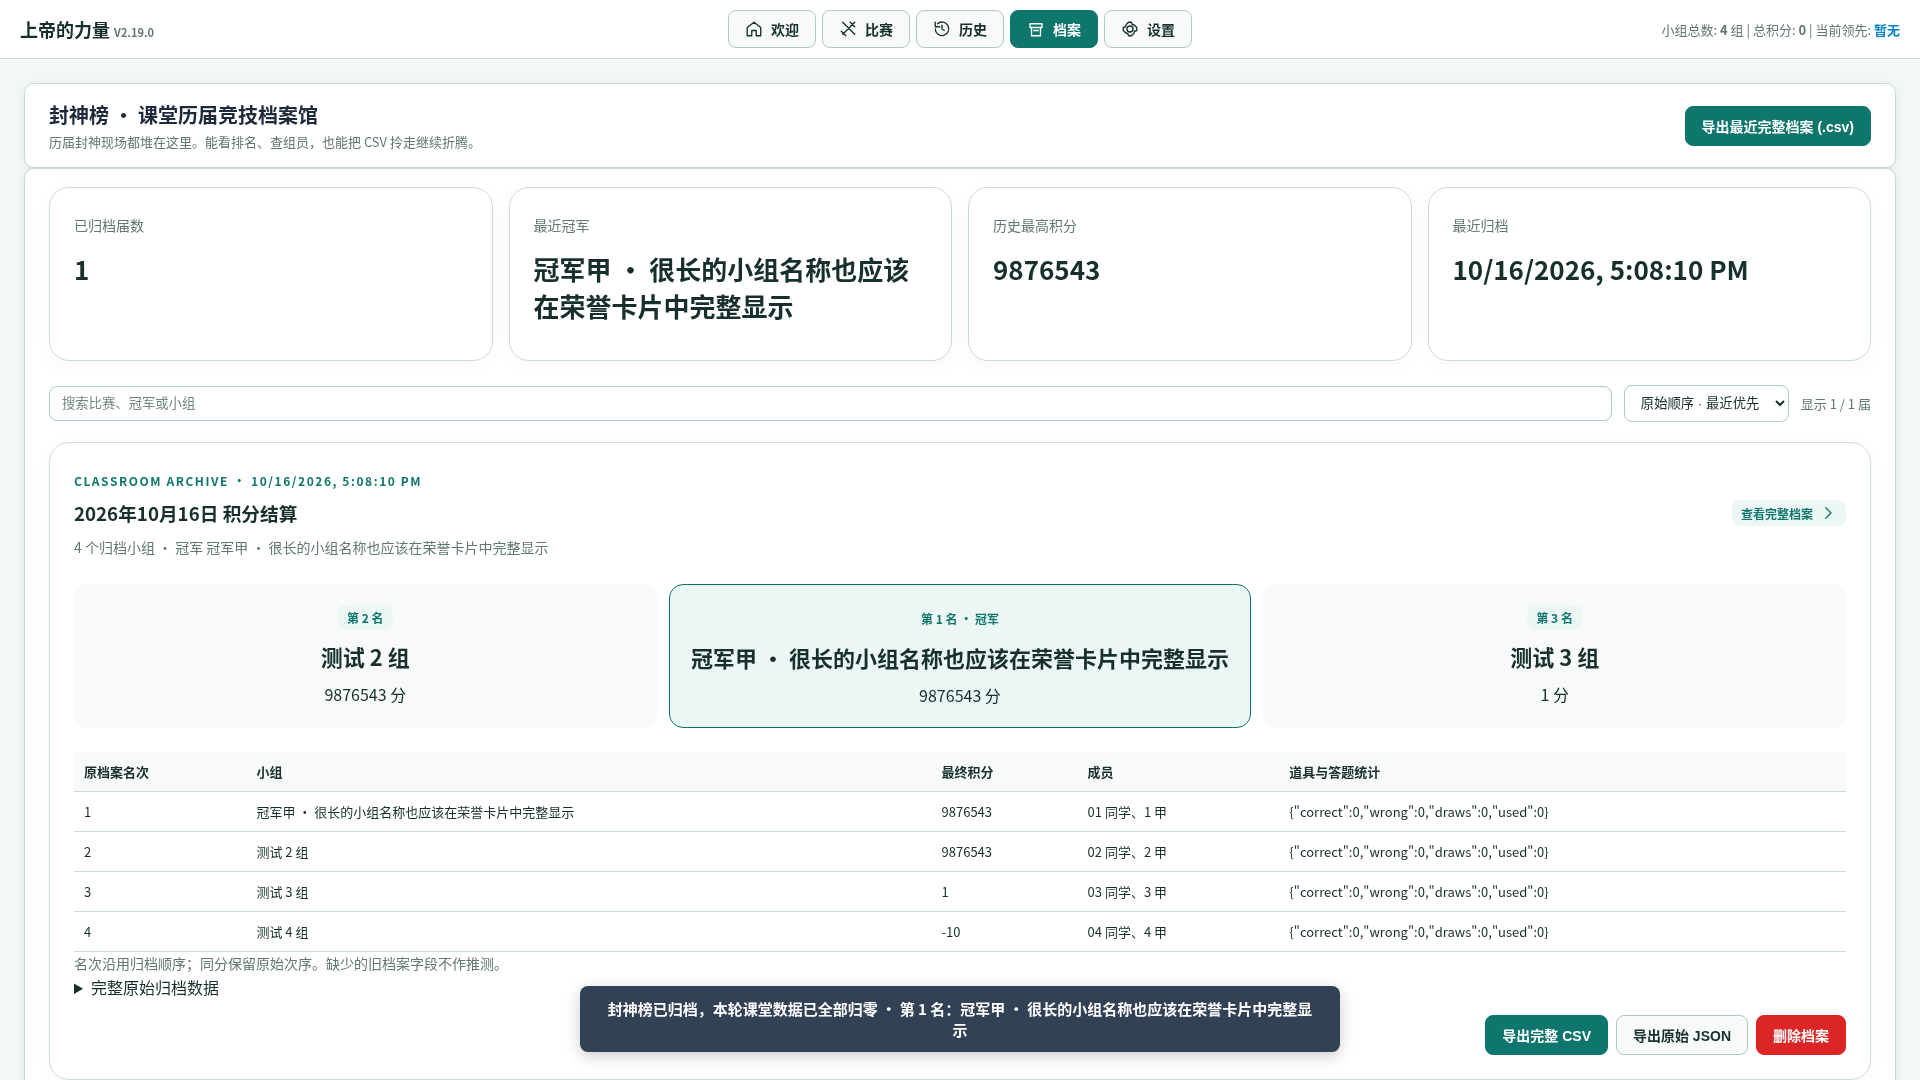 上帝的力量 V2.19.0
欢迎
比赛
历史
档案
设置
小组总数: 4 组 | 总积分: 0 | 当前领先: 暂无
封神榜 · 课堂历届竞技档案馆
历届封神现场都堆在这里。能看排名、查组员，也能把 CSV 拎走继续折腾。
导出最近完整档案 (.csv)
已归档届数
1
最近冠军
冠军甲 · 很长的小组名称也应该
在荣誉卡片中完整显示
历史最高积分
9876543
最近归档
10/16/2026, 5:08:10 PM
搜索比赛、冠军或小组
原始顺序 · 最近优先
显示 1 / 1 届
CLASSROOM ARCHIVE · 10/16/2026, 5:08:10 PM
2026年10月16日 积分结算
查看完整档案
4 个归档小组 · 冠军 冠军甲 · 很长的小组名称也应该在荣誉卡片中完整显示
第 2 名
测试 2 组
9876543 分
第 1 名 · 冠军
冠军甲 · 很长的小组名称也应该在荣誉卡片中完整显示
9876543 分
第 3 名
测试 3 组
1 分
原档案名次 小组 最终积分 成员 道具与答题统计
1 冠军甲 · 很长的小组名称也应该在荣誉卡片中完整显示 9876543 01 同学、1 甲 {"correct":0,"wrong":0,"draws":0,"used":0}
2 测试 2 组 9876543 02 同学、2 甲 {"correct":0,"wrong":0,"draws":0,"used":0}
3 测试 3 组 1 03 同学、3 甲 {"correct":0,"wrong":0,"draws":0,"used":0}
4 测试 4 组 -10 04 同学、4 甲 {"correct":0,"wrong":0,"draws":0,"used":0}
名次沿用归档顺序；同分保留原始次序。缺少的旧档案字段不作推测。
完整原始归档数据
封神榜已归档，本轮课堂数据已全部归零 · 第 1 名：冠军甲 · 很长的小组名称也应该在荣誉卡片中完整显
示
导出完整 CSV
导出原始 JSON
删除档案